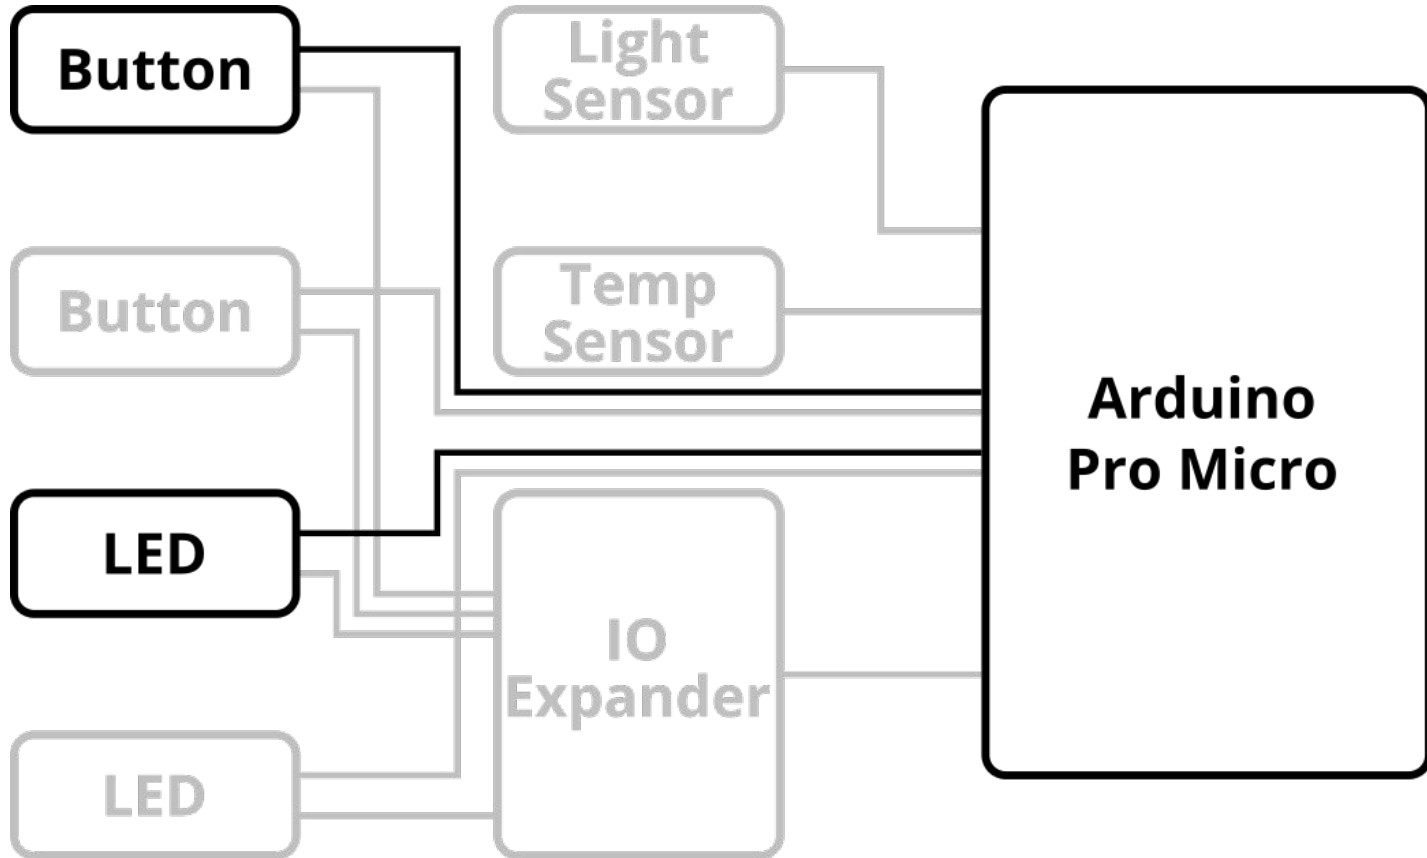 Button
Light
Sensor
Button
Temp
Sensor
Arduino
Pro Micro
LED
IO
Expander
LED